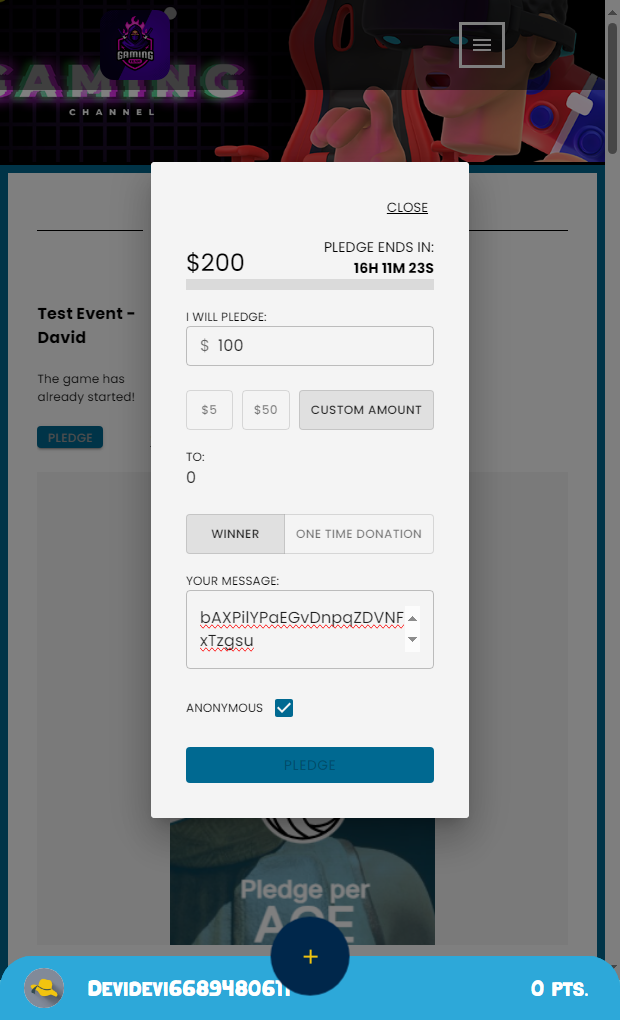 GAMING
GAMING
CHANNEL
CLOSE
PLEDGE ENDS IN:
$200
16H 11M 23S
I WILL PLEDGE:
$ 100
$5 $50 CUSTOM AMOUNT
TO:
0
WINNER ONE TIME DONATION
YOUR MESSAGE:
bAXPilYPaEGvDnpqZDVNF
xTzgsu
ANONYMOUS
PLEDGE
Test Event -
David
The game has
already started!
PLEDGE
Pledge per
ACE
+
0 PTS.